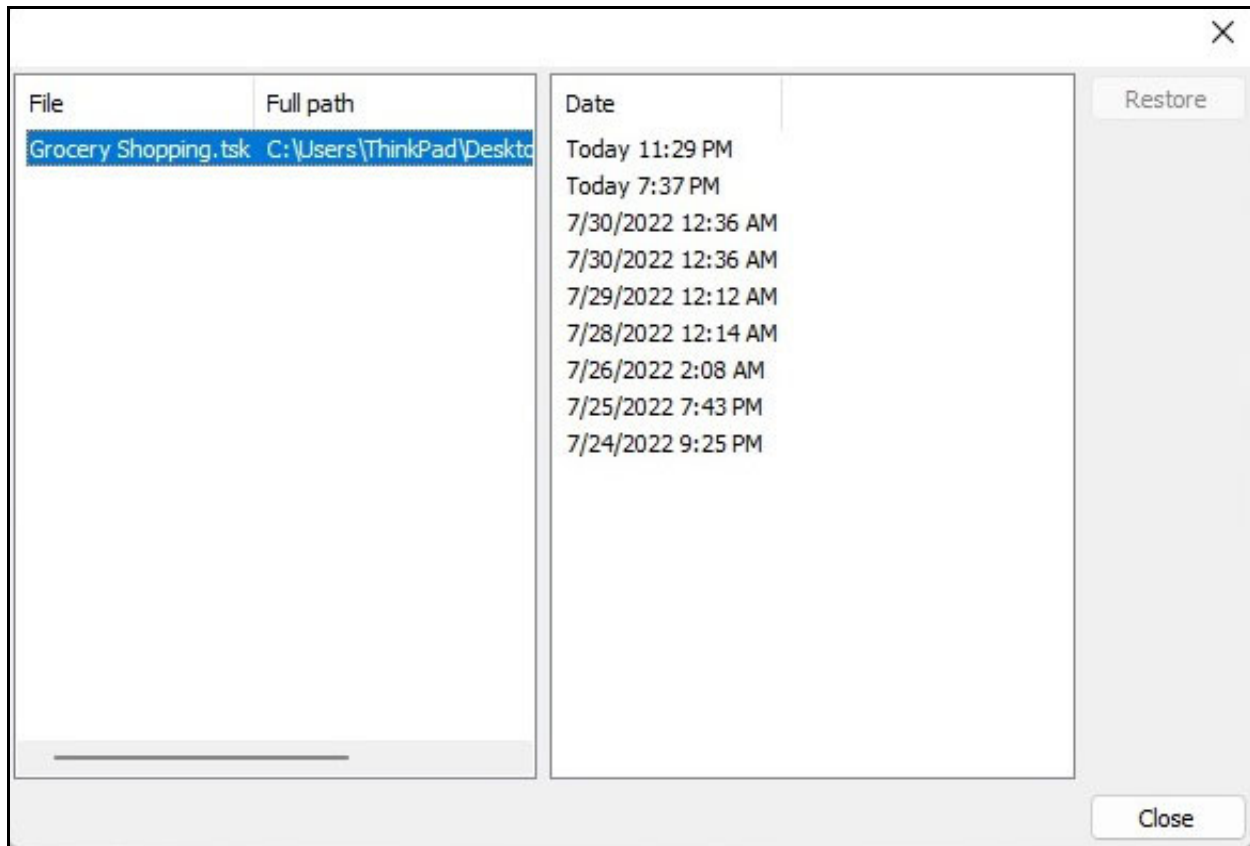 File Full path
Grocery Shopping.tsk C:\Users\ThinkPad\Deskto
Date
Today 11:29 PM
Today 7:37 PM
7/30/2022 12:36 AM
7/30/2022 12:36 AM
7/29/2022 12:12 AM
7/28/2022 12:14 AM
7/26/2022 2:08 AM
7/25/2022 7:43 PM
7/24/2022 9:25 PM
Restore
Close